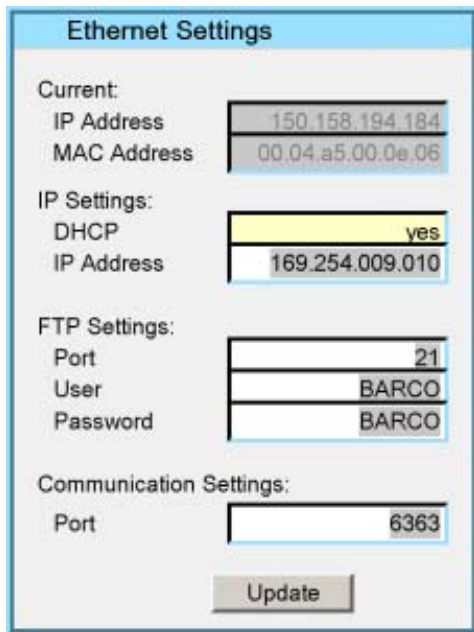 Ethernet Settings
Current:
IP Address 150.158.194.184
MAC Address 00.04.a5.00.0e.06
IP Settings:
DHCP yes
IP Address 169.254.009.010
FTP Settings:
Port 21
User BARCO
Password BARCO
Communication Settings:
Port 6363
Update